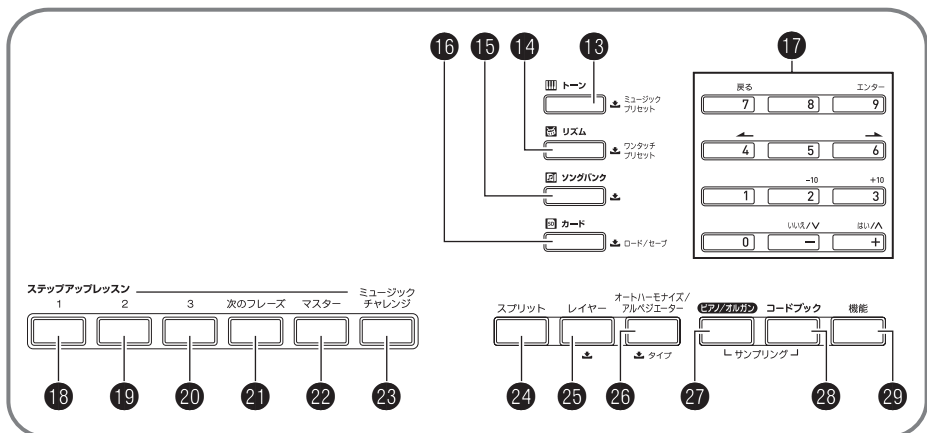 16 15 14 13 17
トーン
ミュージック
プリセット
リズム
ワンタッチ
プリセット
ソングバンク
SD カード
ロード/セーブ
戻る エンター
7 8 9
4 5 6
-10 +10
1 2 3
いいえ/∨ はい/∧
0 − +
ステップアップレッスン
1 2 3 次のフレーズ マスター ミュージック
チャレンジ
18 19 20 21 22 23
スプリット レイヤー オートハーモナイズ/
アルペジエーター
タイプ
ピアノ/オルガン コードブック 機能
サンプリング
24 25 26 27 28 29